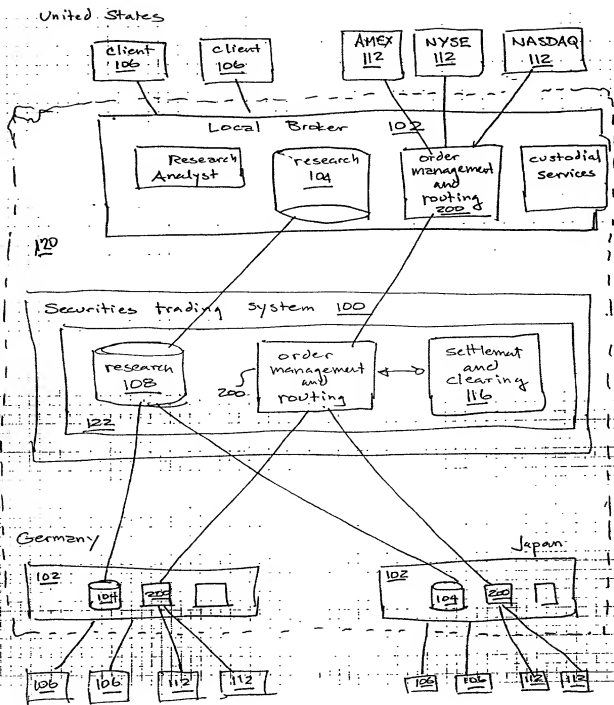 United States
client
106
client
106
AMEX
112
NYSE
112
NASDAQ
112
Local Broker 102
Research
Analyst
research
104
order
management
and
routing
200
custodial
services
120
Securities trading system 100
research
108
200
order
management
and
routing
settlement
and
clearing
116
122
Germany
Japan
102
104
200
102
104
200
106
106
112
112
106
106
112
112